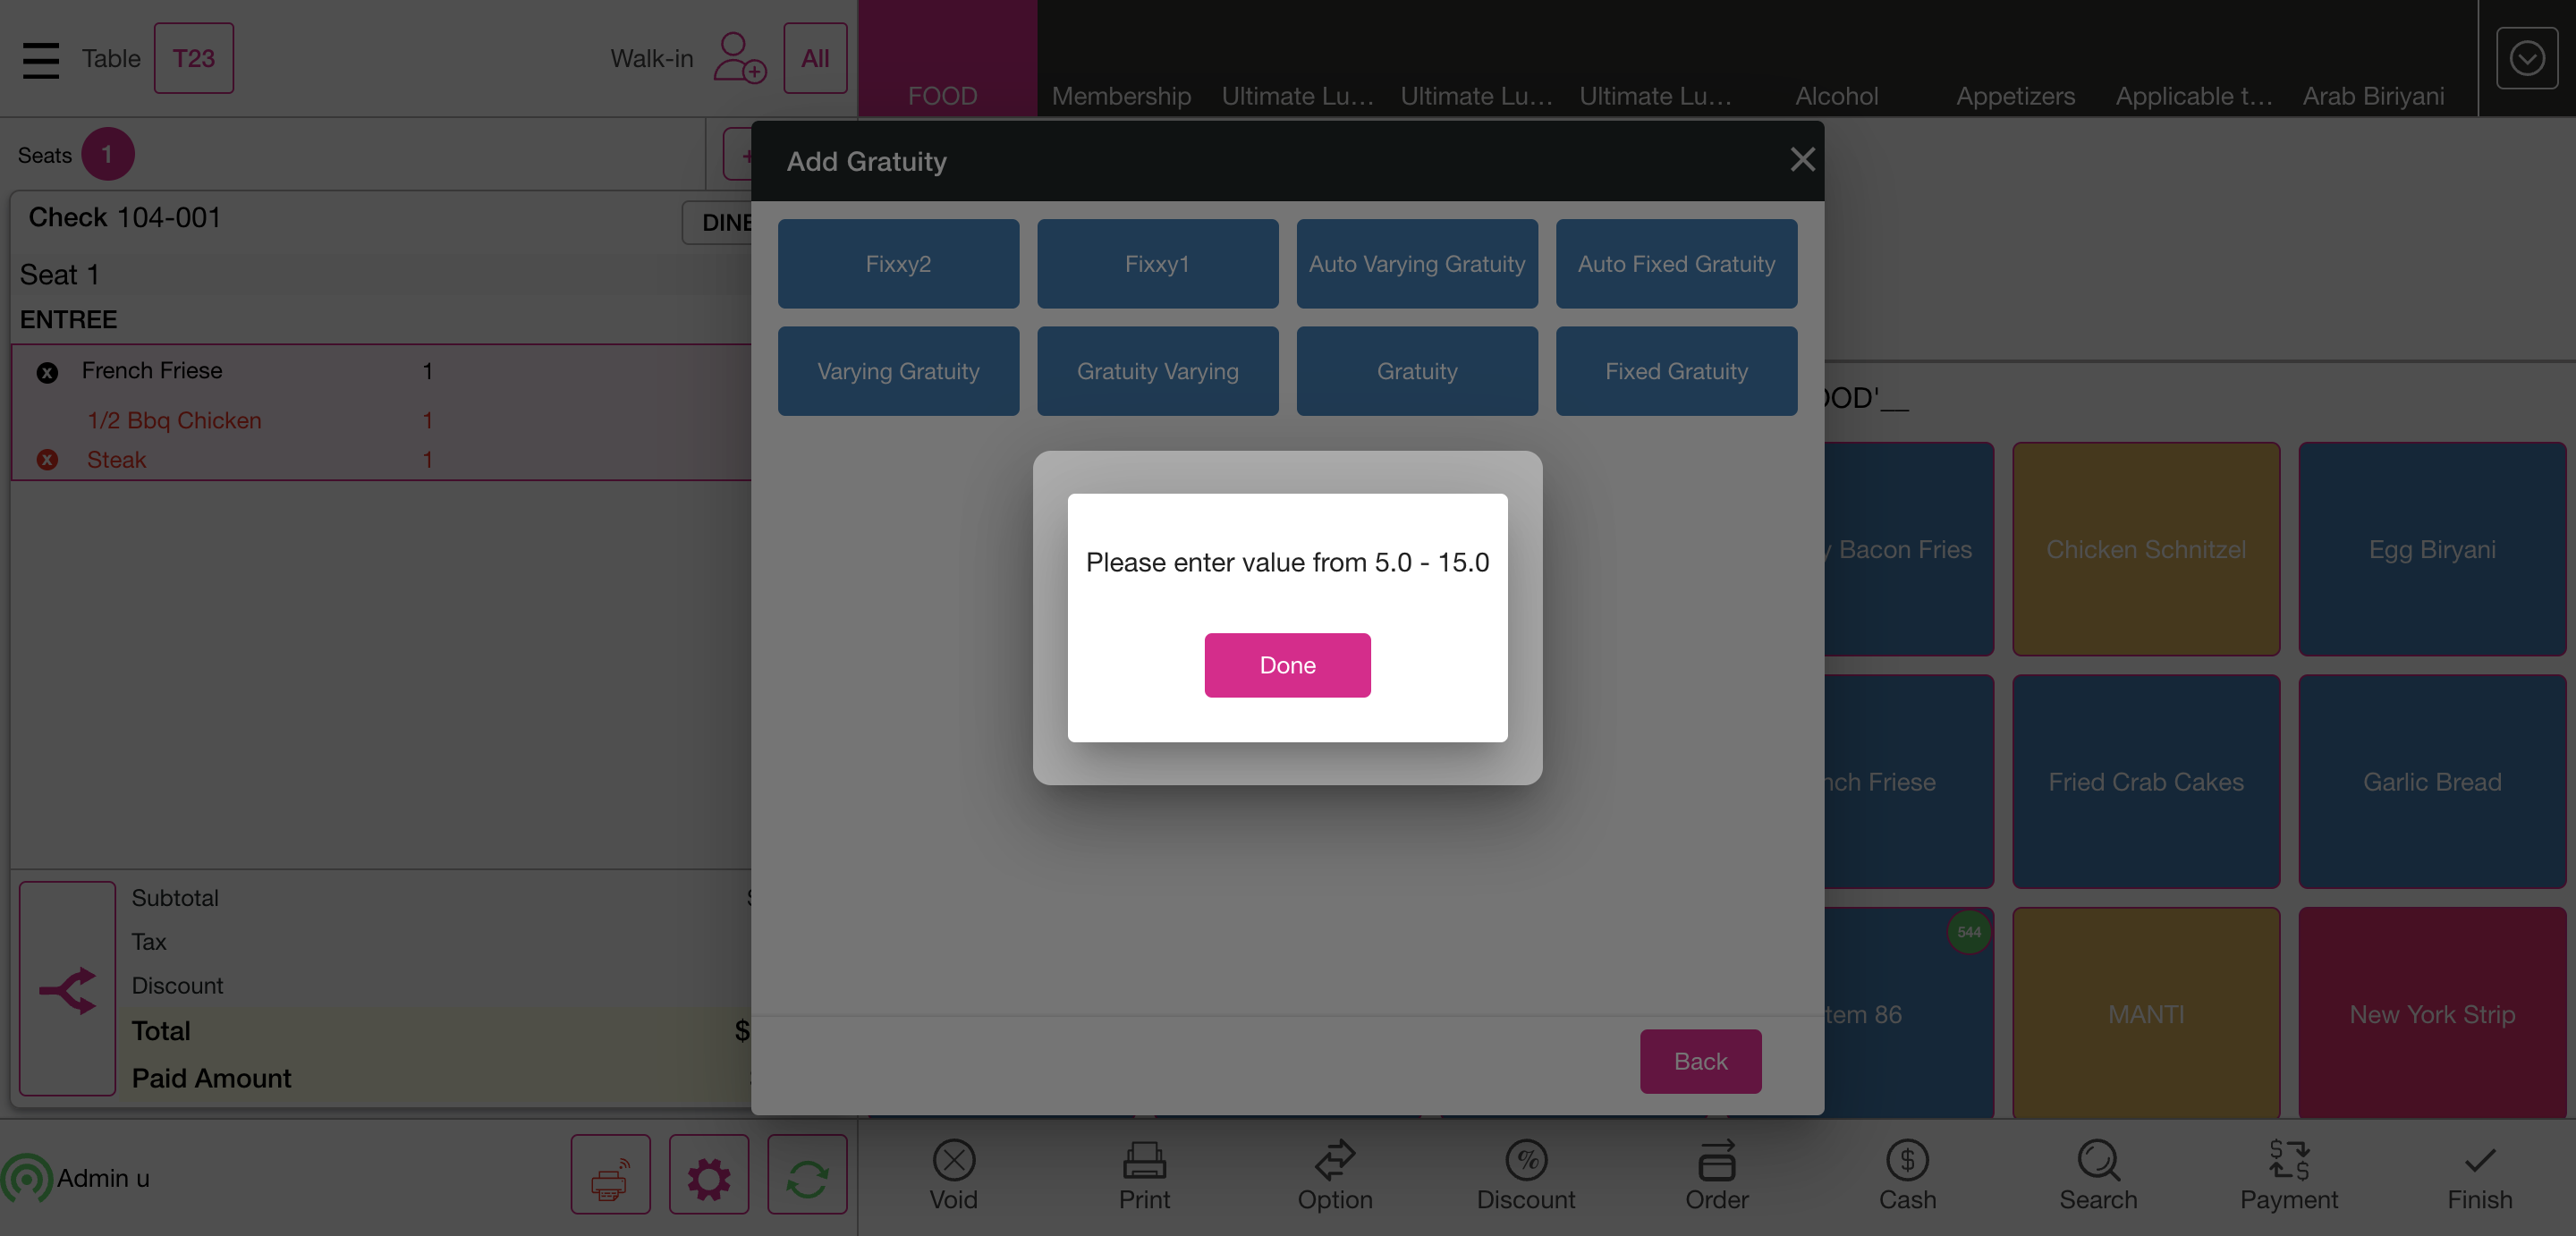 Table
T23
Walk-in
All
FOOD
Membership
Ultimate Lu...
Ultimate Lu...
Ultimate Lu...
Alcohol
Appetizers
Applicable t...
Arab Biriyani
Seats
1
Check 104-001
DINE
Seat 1
ENTREE
French Friese 1
1/2 Bbq Chicken 1
Steak 1
Subtotal
Tax
Discount
Total $
Paid Amount
Add Gratuity
Fixxy2
Fixxy1
Auto Varying Gratuity
Auto Fixed Gratuity
Varying Gratuity
Gratuity Varying
Gratuity
Fixed Gratuity
Please enter value from 5.0 - 15.0
Done
Back
OOD'__
y Bacon Fries
Chicken Schnitzel
Egg Biryani
nch Friese
Fried Crab Cakes
Garlic Bread
544
tem 86
MANTI
New York Strip
Admin u
Void
Print
Option
Discount
Order
Cash
Search
Payment
Finish